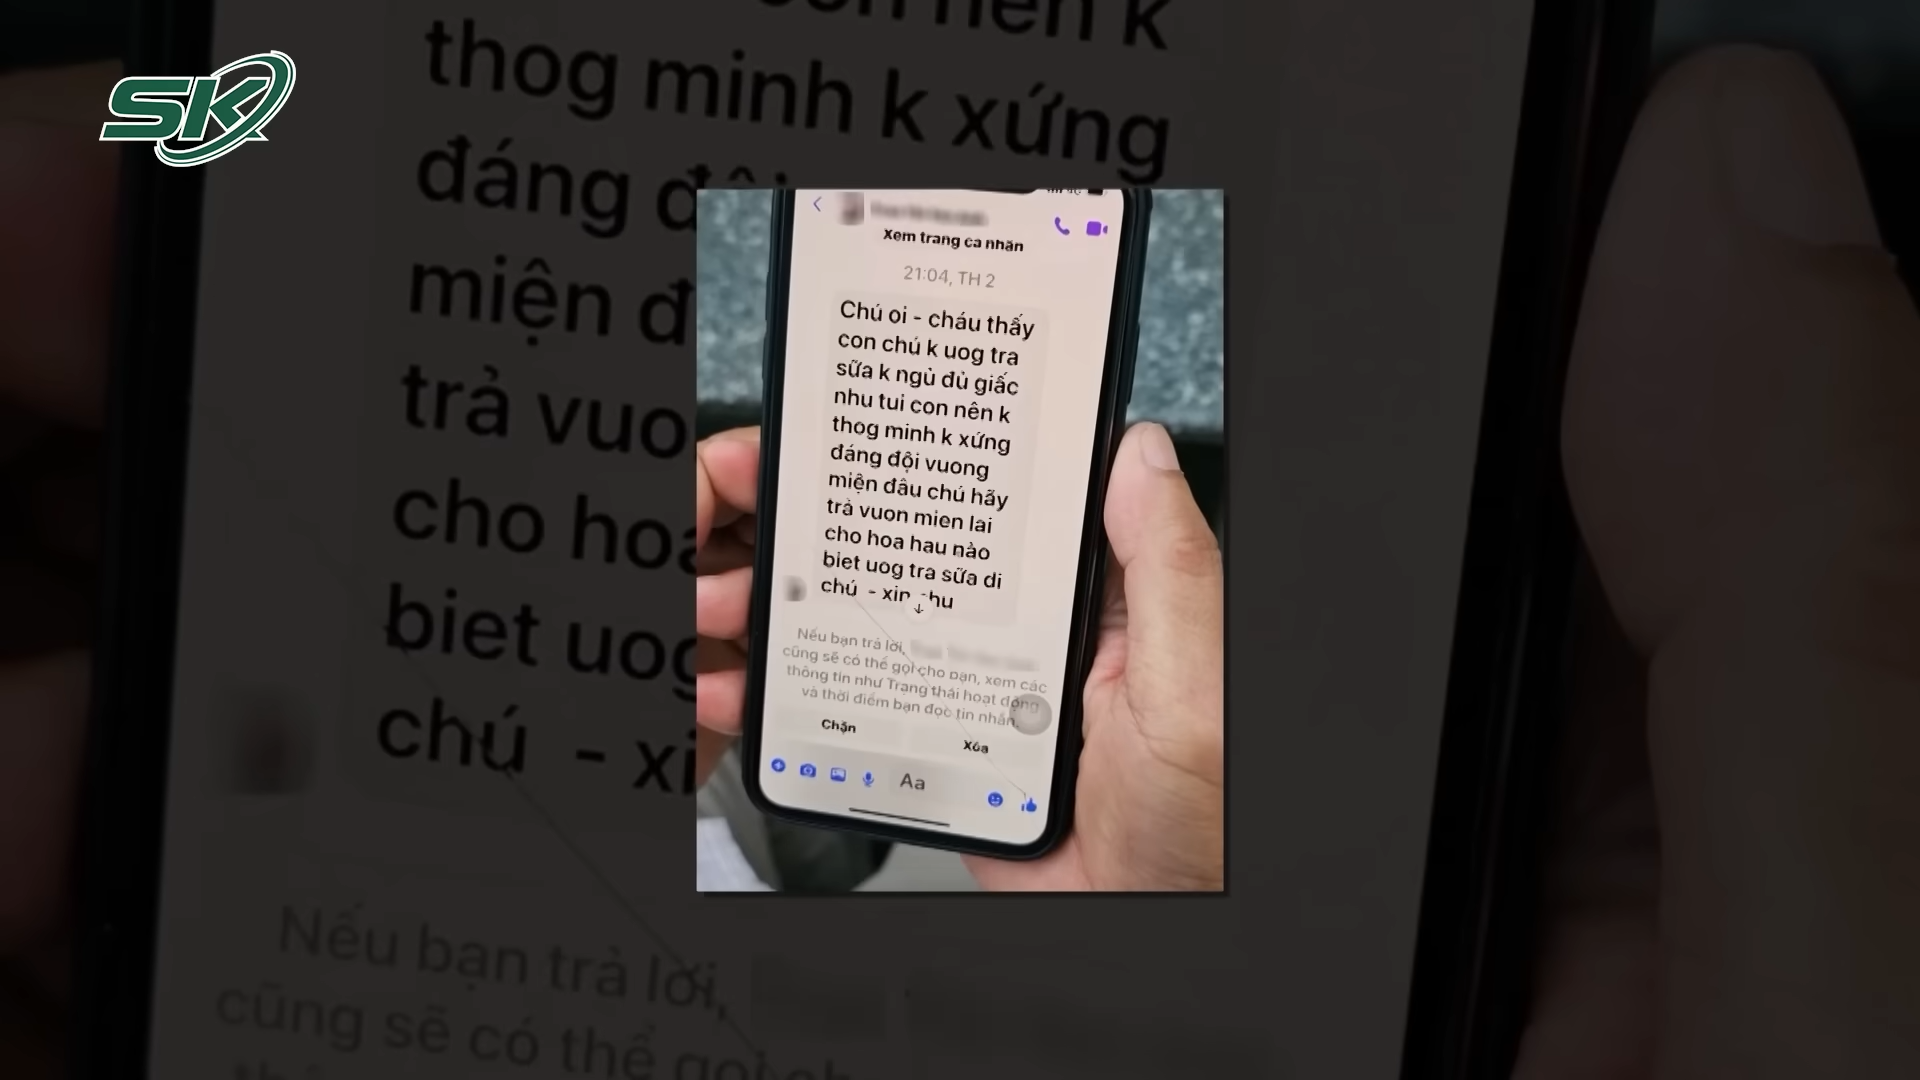 SK
Xem trang cá nhân
21:04, TH 2
Chú oi - cháu thấy
con chú k uog tra
sữa k ngủ đủ giấc
nhu tui con nên k
thog minh k xứng
đáng đội vuong
miện đâu chú hãy
trả vuon mien lai
cho hoa hau nào
biet uog tra sữa di
chú - xin chu
Nếu bạn trả lời,
cũng sẽ có thể gọi cho bạn, xem các
thông tin như Trạng thái hoạt động
và thời điểm bạn đọc tin nhắn.
Chặn
Xóa
Aa